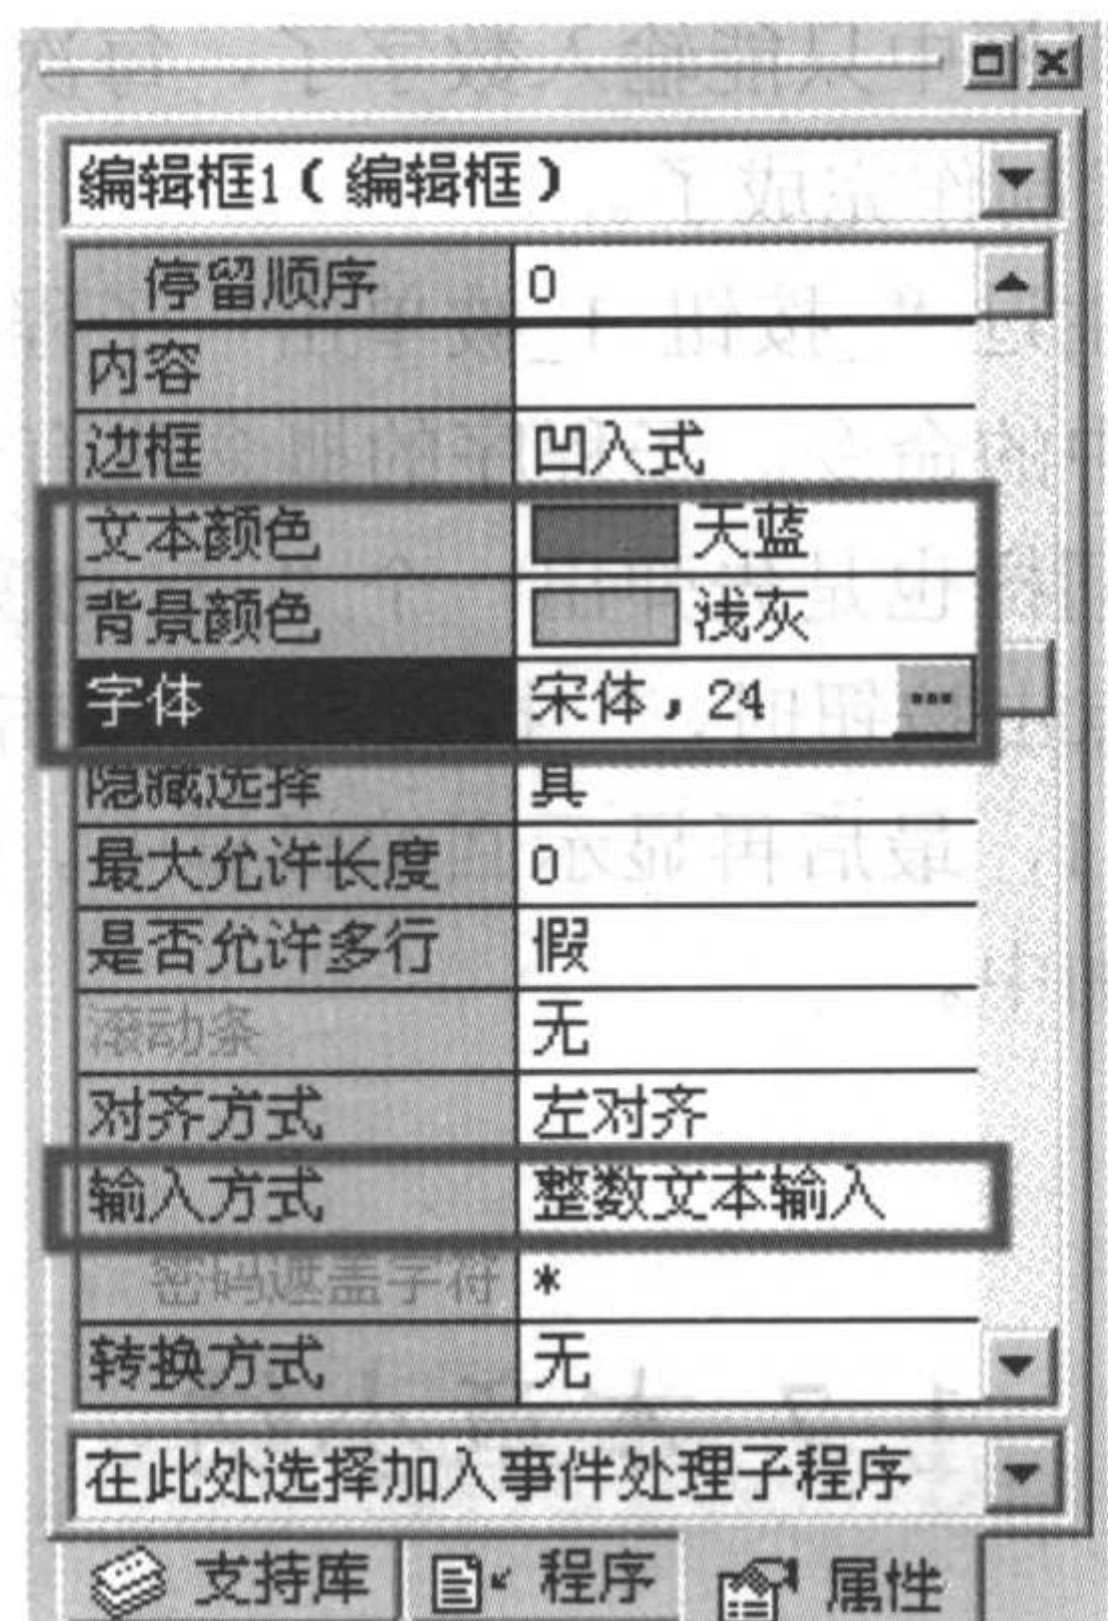 编辑框1（编辑框）
停留顺序 0
内容
边框 凹入式
文本颜色 天蓝
背景颜色 浅灰
字体 宋体，24 ...
隐藏选择 真
最大允许长度 0
是否允许多行 假
滚动条 无
对齐方式 左对齐
输入方式 整数文本输入
密码遮盖字符 *
转换方式 无
在此处选择加入事件处理子程序
支持库 程序 属性